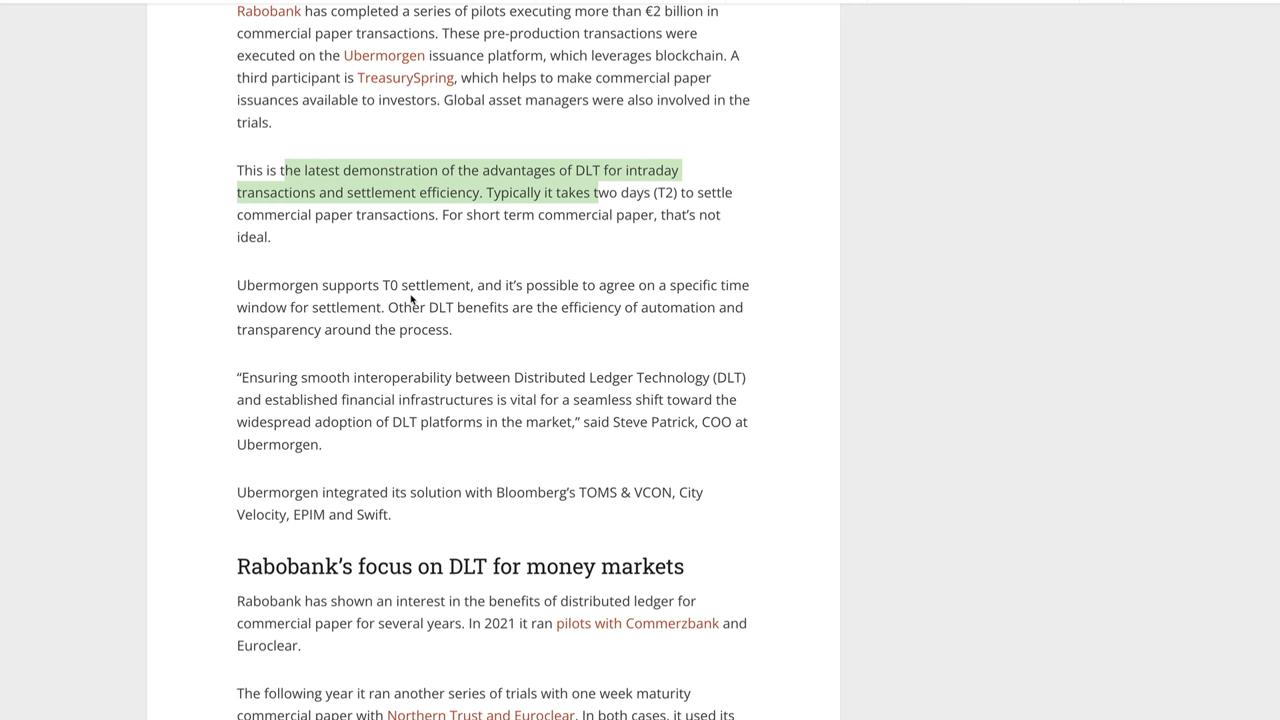 Rabobank has completed a series of pilots executing more than €2 billion in
commercial paper transactions. These pre-production transactions were
executed on the Ubermorgen issuance platform, which leverages blockchain. A
third participant is TreasurySpring, which helps to make commercial paper
issuances available to investors. Global asset managers were also involved in the
trials.
This is the latest demonstration of the advantages of DLT for intraday
transactions and settlement efficiency. Typically it takes two days (T2) to settle
commercial paper transactions. For short term commercial paper, that’s not
ideal.
Ubermorgen supports T0 settlement, and it’s possible to agree on a specific time
window for settlement. Other DLT benefits are the efficiency of automation and
transparency around the process.
“Ensuring smooth interoperability between Distributed Ledger Technology (DLT)
and established financial infrastructures is vital for a seamless shift toward the
widespread adoption of DLT platforms in the market,” said Steve Patrick, COO at
Ubermorgen.
Ubermorgen integrated its solution with Bloomberg’s TOMS & VCON, City
Velocity, EPIM and Swift.
Rabobank’s focus on DLT for money markets
Rabobank has shown an interest in the benefits of distributed ledger for
commercial paper for several years. In 2021 it ran pilots with Commerzbank and
Euroclear.
The following year it ran another series of trials with one week maturity
commercial paper with Northern Trust and Euroclear. In both cases, it used its